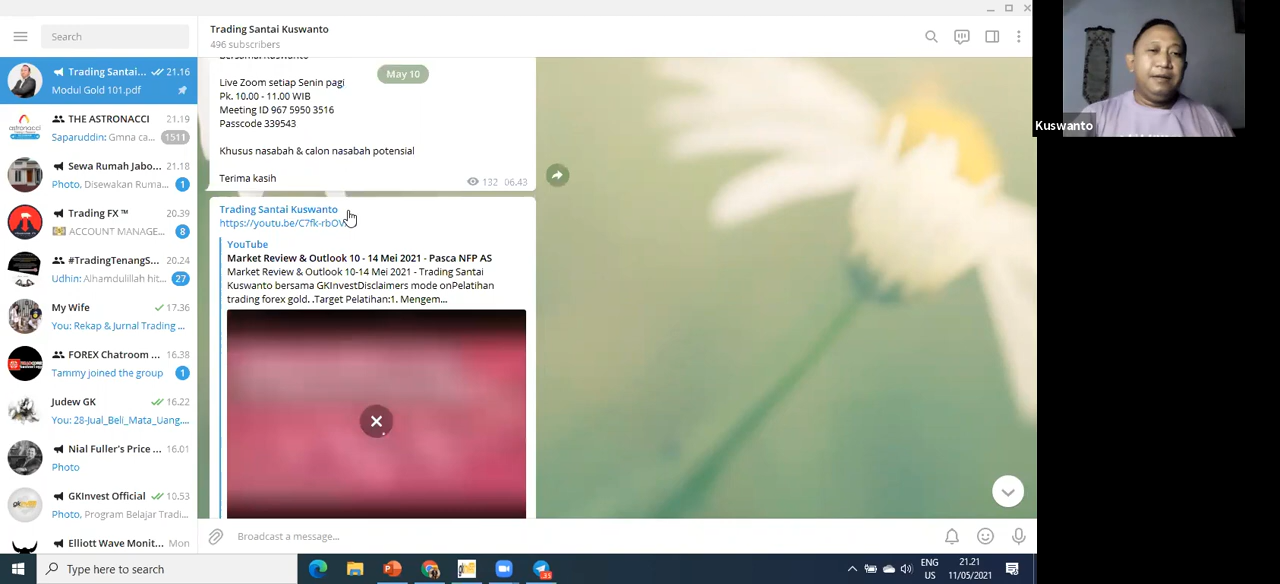 Search
Trading Santai Kuswanto
496 subscribers
Trading Santai... 21.16
Modul Gold 101.pdf
THE ASTRONACCI 21.19
Saparuddin: Gmna ca... 1511
Sewa Rumah Jabo... 21.18
Photo, Disewakan Ruma... 1
Trading FX ™ 20.39
ACCOUNT MANAGE... 8
#TradingTenangS... 20.24
Udhin: Alhamdulillah hit... 27
My Wife 17.36
You: Rekap & Jurnal Trading ...
FOREX Chatroom ... 16.38
Tammy joined the group 1
Judew GK 16.22
You: 28-Jual_Beli_Mata_Uang,...
Nial Fuller's Price ... 16.01
Photo
GKInvest Official 10.53
Photo, Program Belajar Tradi...
Elliott Wave Monit... Mon
Bersama Kuswanto
May 10
Live Zoom setiap Senin pagi
Pk. 10.00 - 11.00 WIB
Meeting ID 967 5950 3516
Passcode 339543
Khusus nasabah & calon nasabah potensial
Terima kasih
132 06.43
Trading Santai Kuswanto
https://youtu.be/C7fk-rbOV
YouTube
Market Review & Outlook 10 - 14 Mei 2021 - Pasca NFP AS
Market Review & Outlook 10-14 Mei 2021 - Trading Santai
Kuswanto bersama GKInvestDisclaimers mode onPelatihan
trading forex gold. .Target Pelatihan:1. Mengem...
Broadcast a message...
Kuswanto
Type here to search
35
ENG
US
21.21
11/05/2021